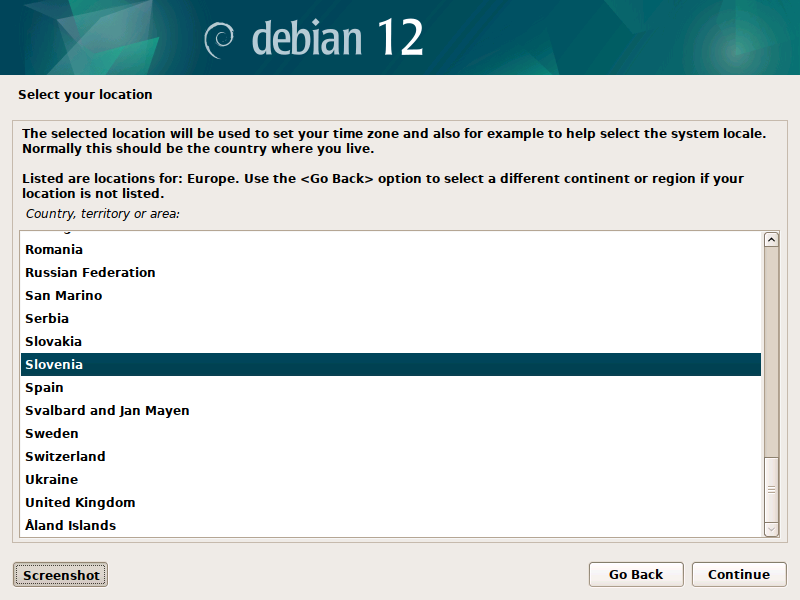 debian 12
Select your location
The selected location will be used to set your time zone and also for example to help select the system locale.
Normally this should be the country where you live.
Listed are locations for: Europe. Use the <Go Back> option to select a different continent or region if your
location is not listed.
Country, territory or area:
Romania
Russian Federation
San Marino
Serbia
Slovakia
Slovenia
Spain
Svalbard and Jan Mayen
Sweden
Switzerland
Ukraine
United Kingdom
Åland Islands
Screenshot
Go Back
Continue